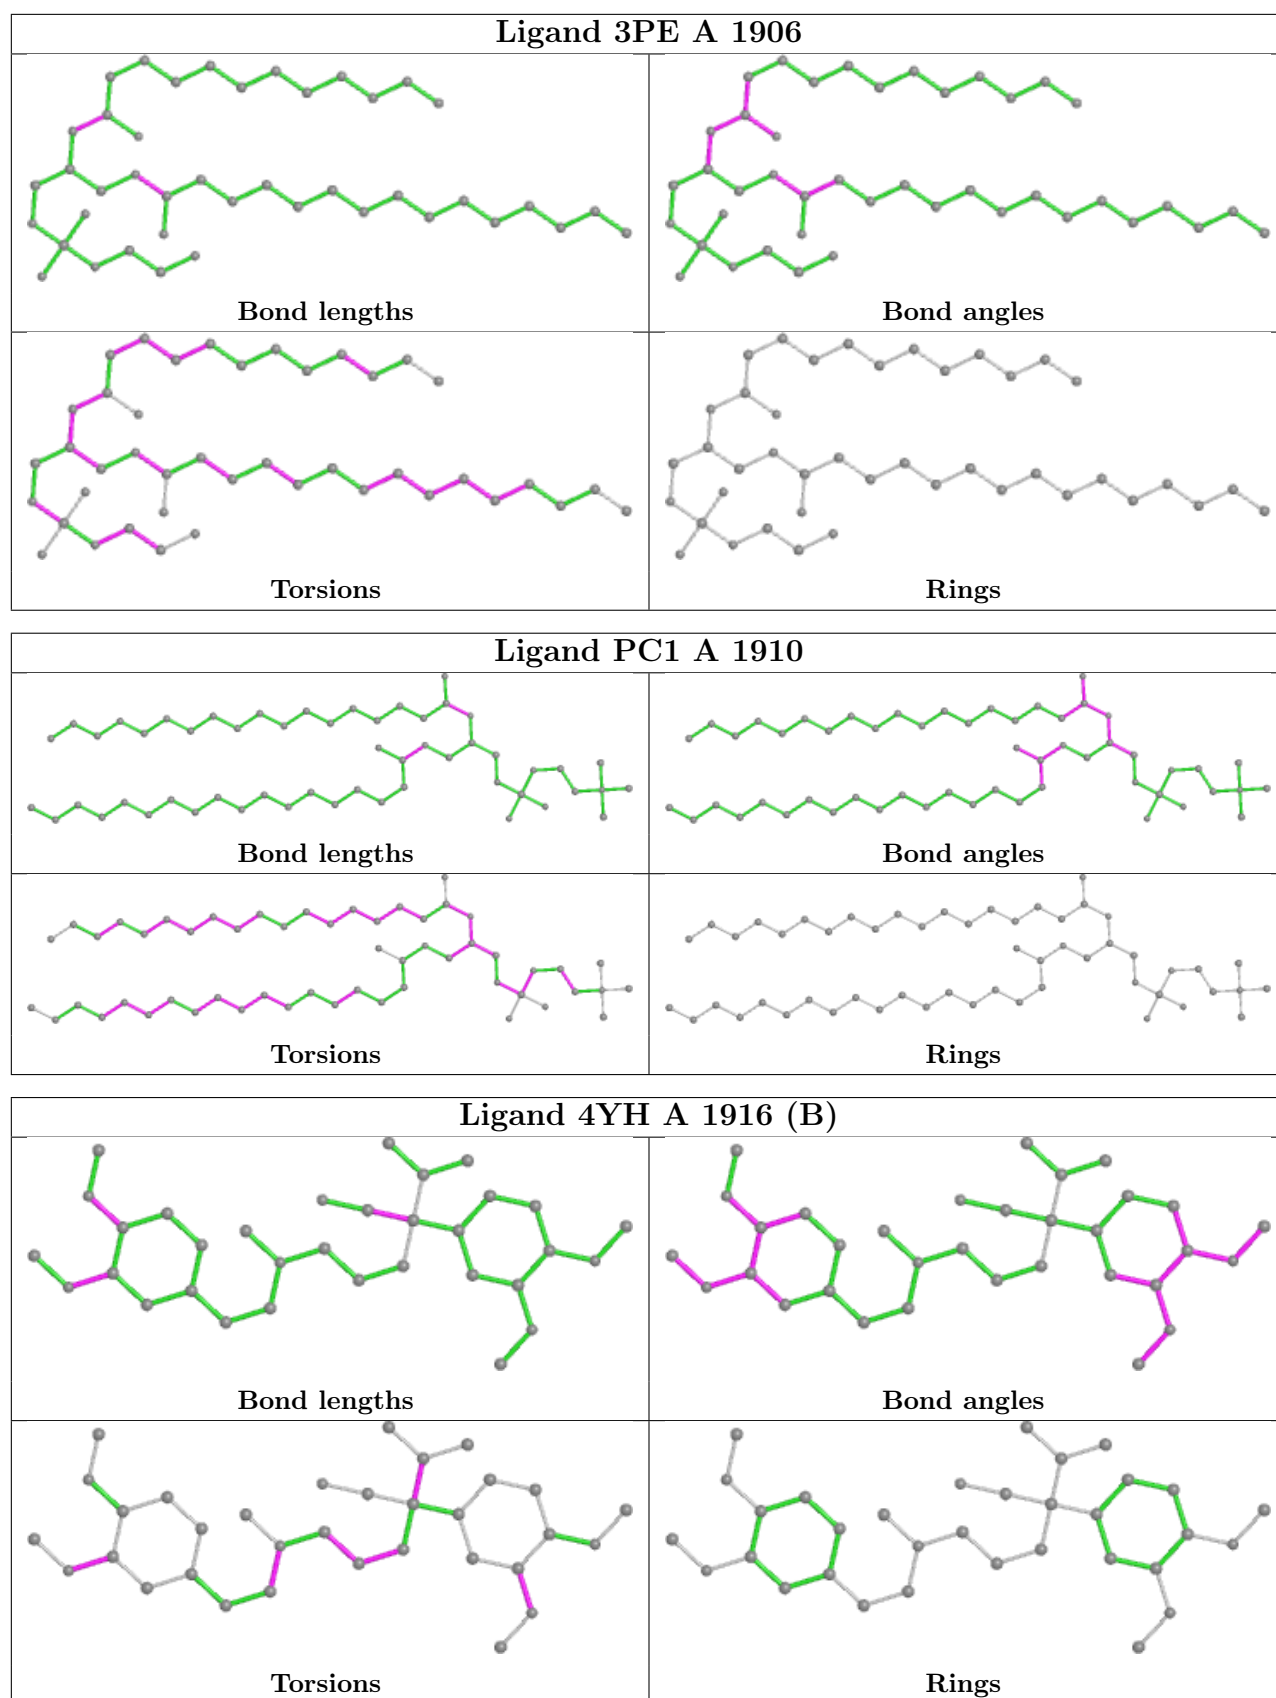 Ligand 3PE A 1906
Bond lengths
Bond angles
Torsions
Rings
Ligand PC1 A 1910
Bond lengths
Bond angles
Torsions
Rings
Ligand 4YH A 1916 (B)
Bond lengths
Bond angles
Torsions
Rings